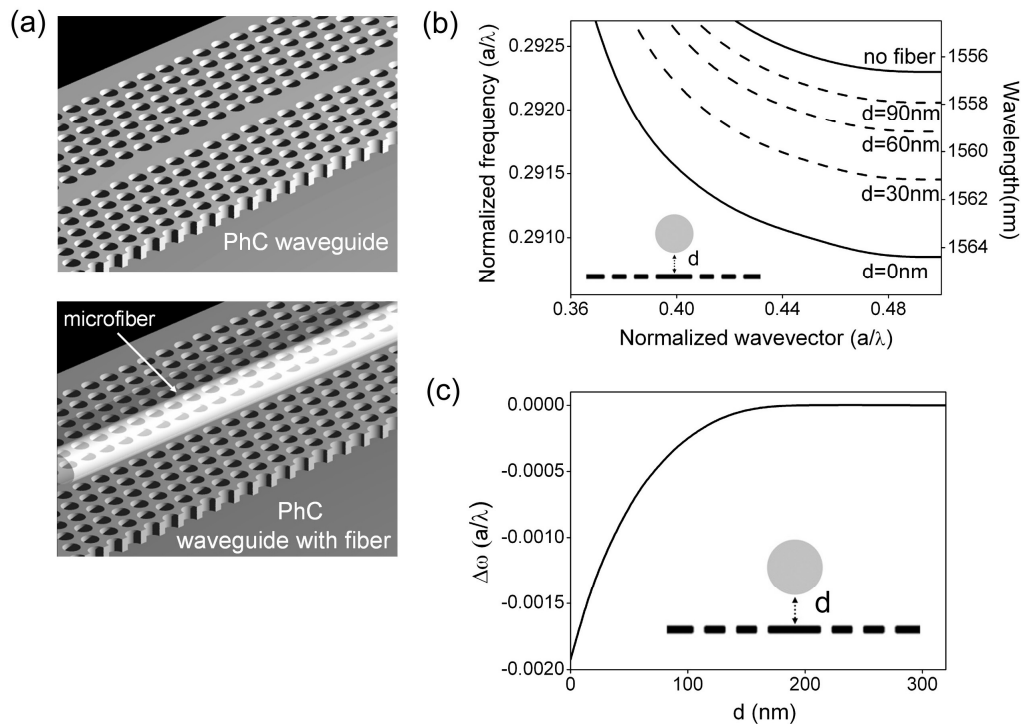 (a)
PhC waveguide
microfiber
PhC
waveguide with fiber
(b)
Normalized frequency (a/λ)
0.2925
0.2920
0.2915
0.2910
no fiber
d=90nm
d=60nm
d=30nm
d=0nm
d
1556
1558
1560
1562
1564
Wavelength(nm)
0.36
0.40
0.44
0.48
Normalized wavevector (a/λ)
(c)
Δω (a/λ)
0.0000
-0.0005
-0.0010
-0.0015
-0.0020
d
0
100
200
300
d (nm)